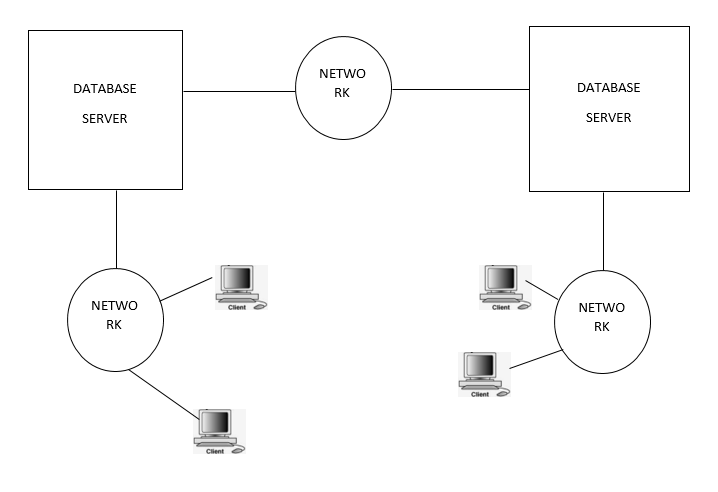 DATABASE
SERVER
NETWO
RK
DATABASE
SERVER
NETWO
RK
Client
Client
NETWO
RK
Client
Client
NETWO
RK